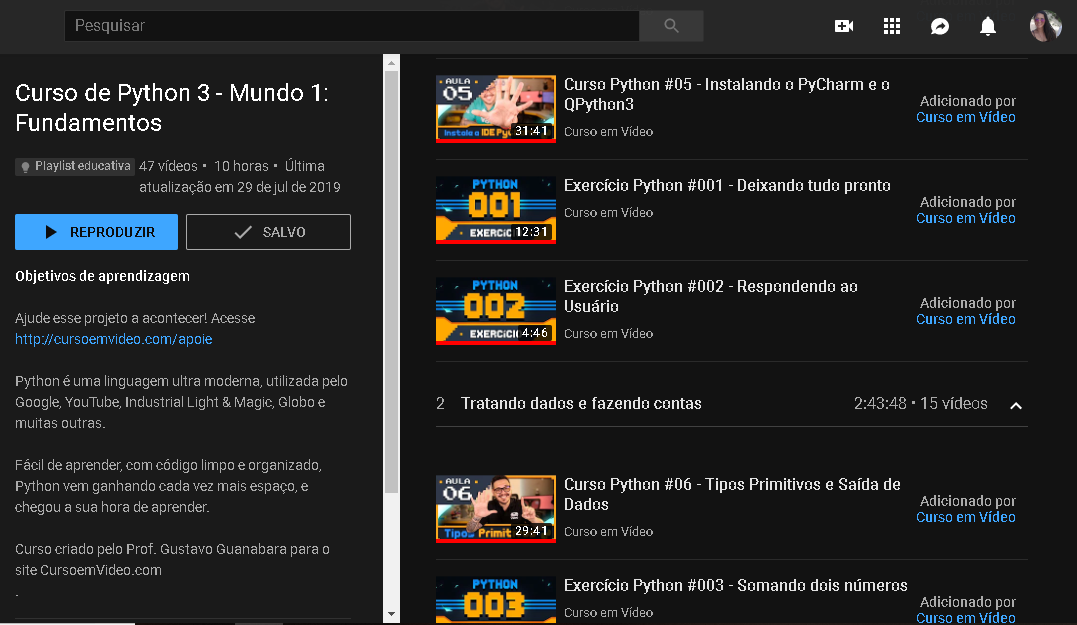 Pesquisar
Curso de Python 3 - Mundo 1:
Fundamentos
Playlist educativa
47 vídeos • 10 horas • Última
atualização em 29 de jul de 2019
REPRODUZIR
SALVO
Objetivos de aprendizagem
Ajude esse projeto a acontecer! Acesse
http://cursoemvideo.com/apoie
Python é uma linguagem ultra moderna, utilizada pelo
Google, YouTube, Industrial Light & Magic, Globo e
muitas outras.
Fácil de aprender, com código limpo e organizado,
Python vem ganhando cada vez mais espaço, e
chegou a sua hora de aprender.
Curso criado pelo Prof. Gustavo Guanabara para o
site CursoemVideo.com
.
AULA
05
Instala
31:41
Curso Python #05 - Instalando o PyCharm e o
QPython3
Curso em Vídeo
Adicionado por
Curso em Vídeo
PYTHON
001
EXERCÍC
12:31
Exercício Python #001 - Deixando tudo pronto
Curso em Vídeo
Adicionado por
Curso em Vídeo
PYTHON
002
EXERCÍCI
4:46
Exercício Python #002 - Respondendo ao
Usuário
Curso em Vídeo
Adicionado por
Curso em Vídeo
2 Tratando dados e fazendo contas
2:43:48 • 15 vídeos
AULA
06
Tipos Primit
29:41
Curso Python #06 - Tipos Primitivos e Saída de
Dados
Curso em Vídeo
Adicionado por
Curso em Vídeo
PYTHON
003
Exercício Python #003 - Somando dois números
Curso em Vídeo
Adicionado por
Curso em Vídeo